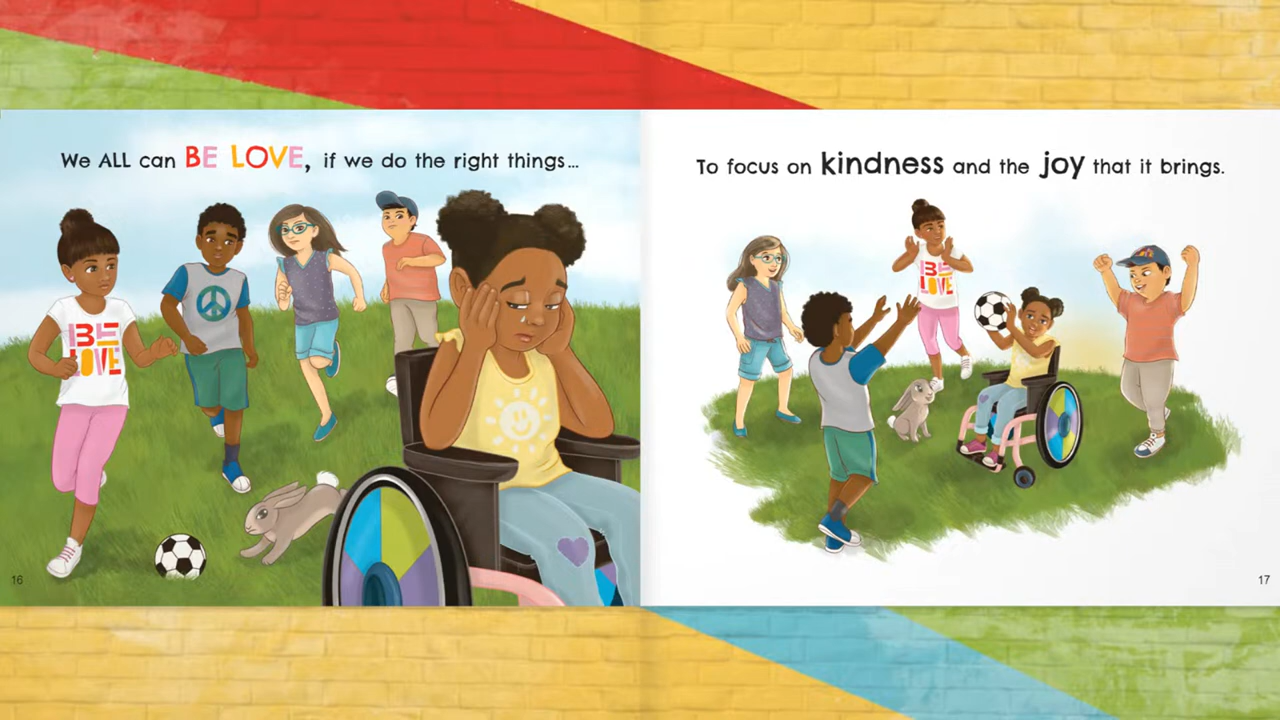 We ALL can BE LOVE, if we do the right things...
BE
LOVE
16
To focus on kindness and the joy that it brings.
BE
LOVE
17